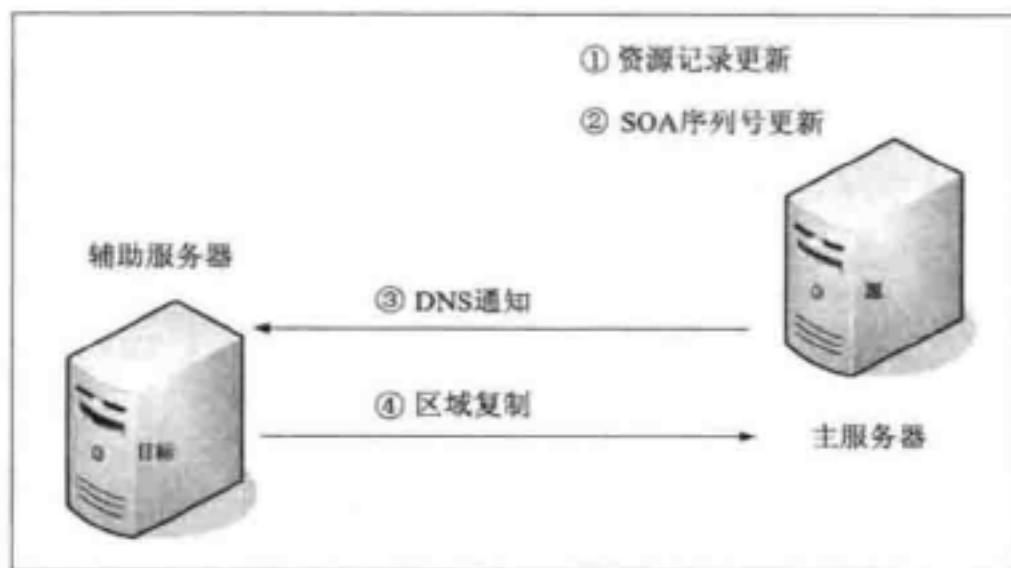 ① 资源记录更新
② SOA序列号更新
辅助服务器
③ DNS通知
源
④ 区域复制
主服务器
目标